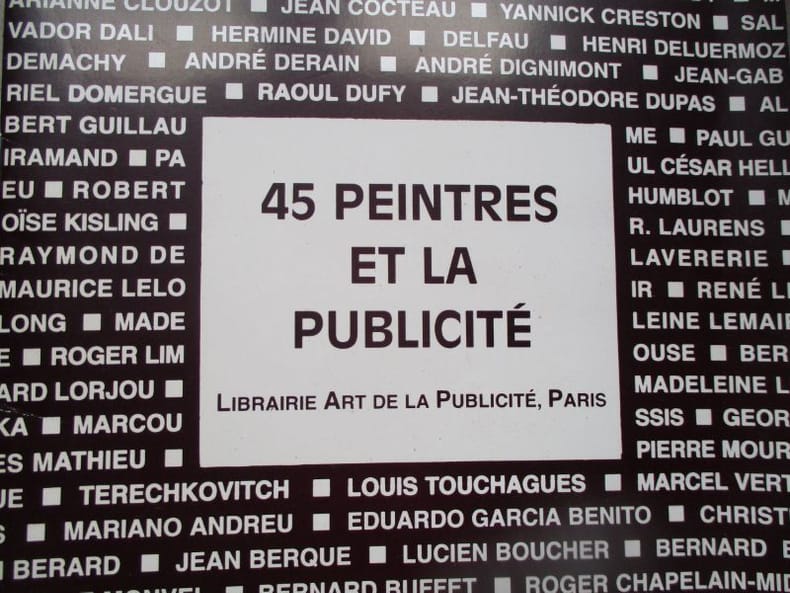 ARIANNE CLOUZOT ■ JEAN COCTEAU ■ YANNICK CRESTON ■ SAL
VADOR DALI ■ HERMINE DAVID ■ DELFAU ■ HENRI DELUERMOZ
DEMACHY ■ ANDRÉ DERAIN ■ ANDRÉ DIGNIMONT ■ JEAN-GAB
RIEL DOMERGUE ■ RAOUL DUFY ■ JEAN-THÉODORE DUPAS ■ AL
BERT GUILLAU
ME ■ PAUL GU
IRAMAND ■ PA
UL CÉSAR HELL
EU ■ ROBERT
HUMBLOT ■
OÏSE KISLING ■
R. LAURENS ■
RAYMOND DE
LAVERERIE ■
MAURICE LELO
IR ■ RENÉ L
LONG ■ MADE
LEINE LEMAIR
E ■ ROGER LIM
OUSE ■ BER
ARD LORJOU ■
MADELEINE L
KA ■ MARCOU
SSIS ■ GEOR
ES MATHIEU ■
PIERRE MOUR
45 PEINTRES
ET LA
PUBLICITÉ
LIBRAIRIE ART DE LA PUBLICITÉ, PARIS
UE ■ TERECHKOVITCH ■ LOUIS TOUCHAGUES ■ MARCEL VERT
S ■ MARIANO ANDREU ■ EDUARDO GARCIA BENITO ■ CHRIST
N BERARD ■ JEAN BERQUE ■ LUCIEN BOUCHER ■ BERNARD
MONVEL ■ BERNARD BUFFET ■ ROGER CHAPELAIN-MID